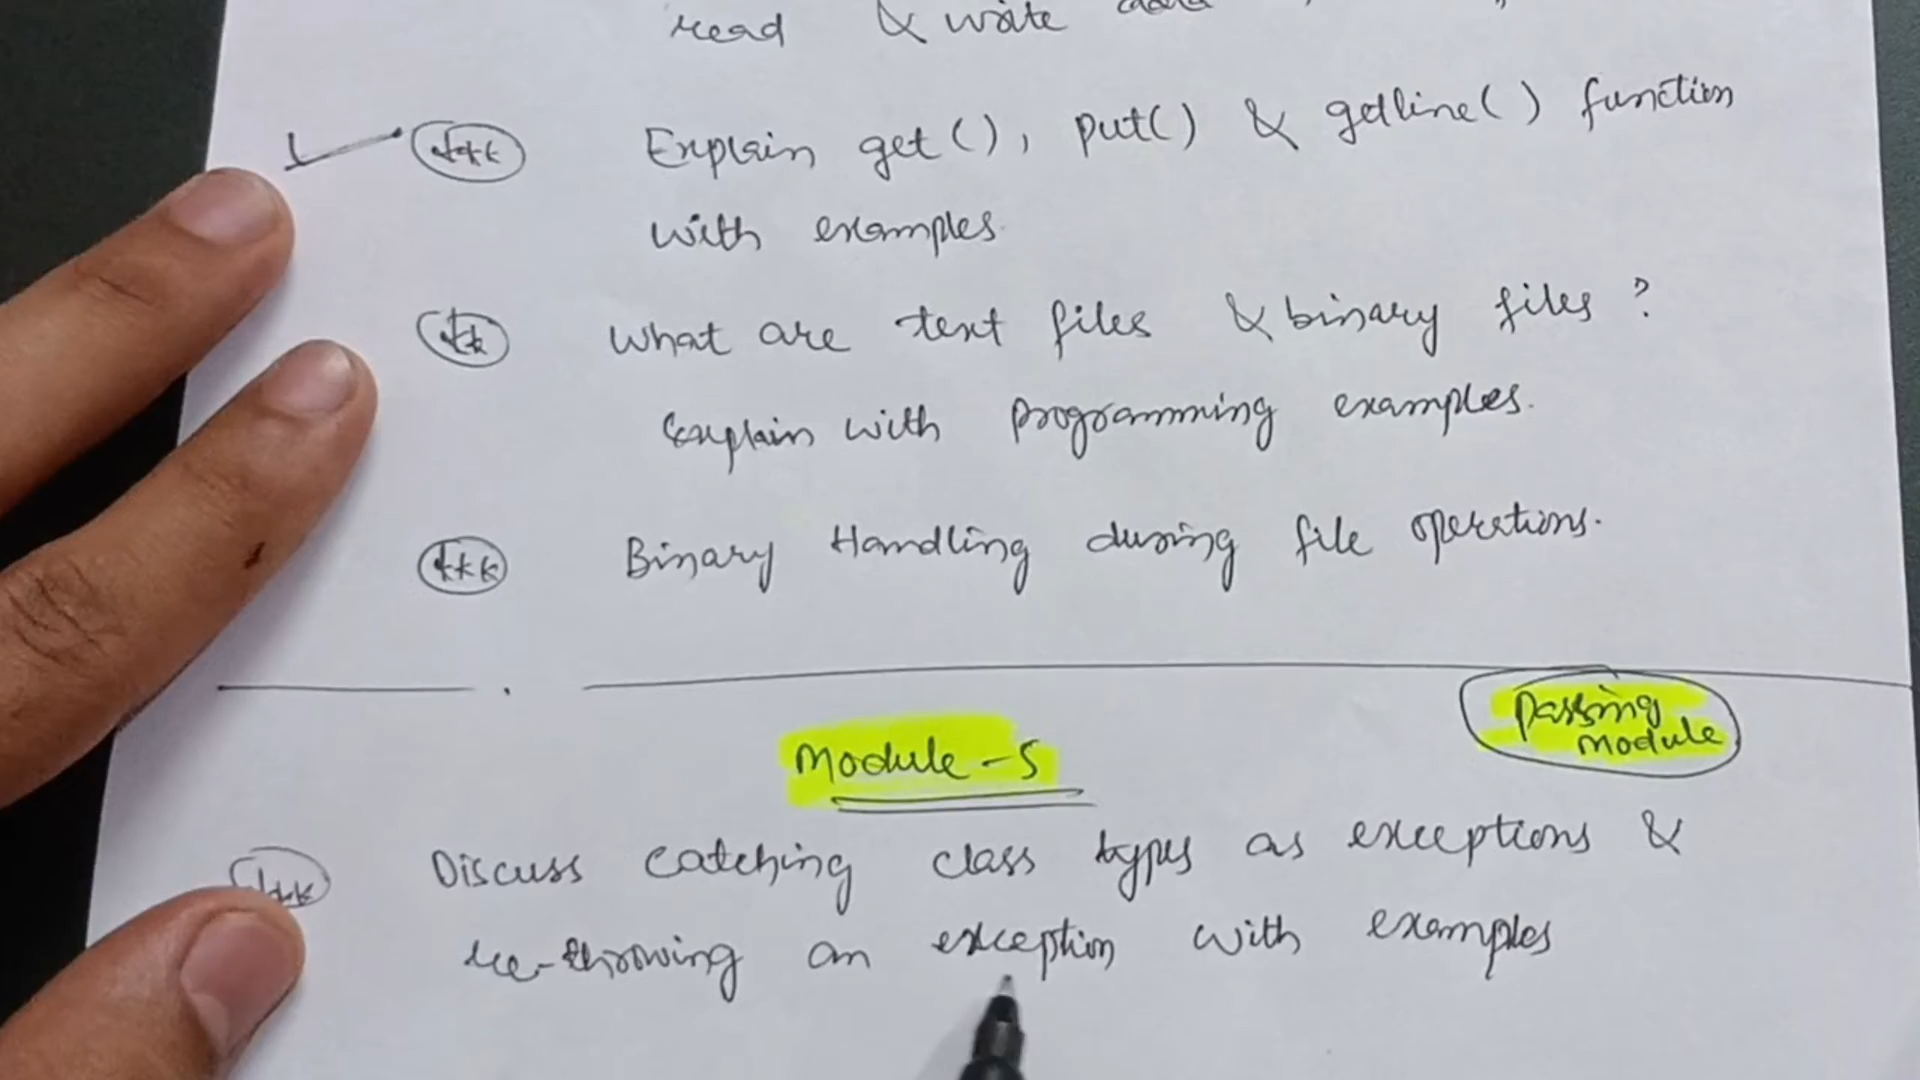 read & write
*** Explain get(), put() & getline() function
with examples.
** What are text files & binary files ?
Explain with programming examples.
*** Binary Handling during file operations.
Passing
Module
Module-5
Discuss catching class types as exceptions &
re-throwing an exception with examples